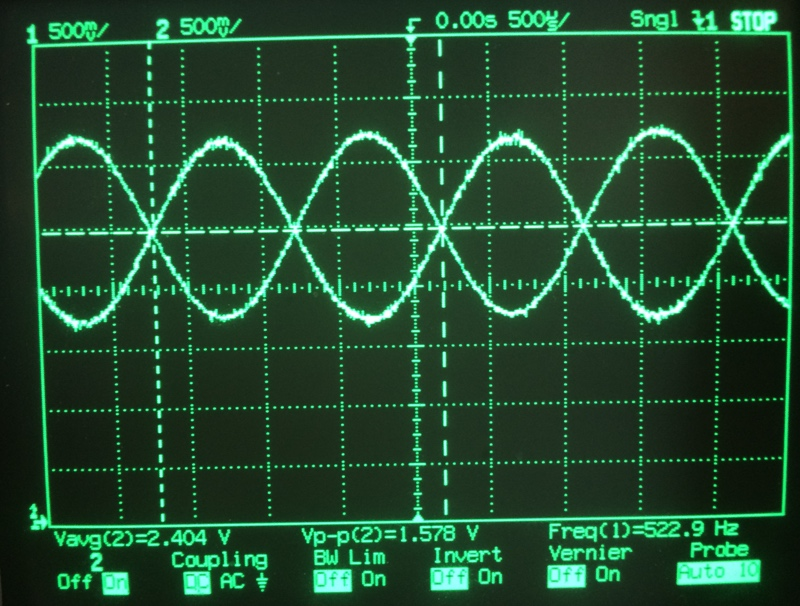 1 500mV/ 2 500mV/ 0.00s 500µs/ Sngl 1 STOP
Vavg(2)=2.404 V Vp-p(2)=1.578 V Freq(1)=522.9 Hz
2 Coupling BW Lim Invert Vernier Probe
Off On DC AC Off On Off On Off On Auto 10